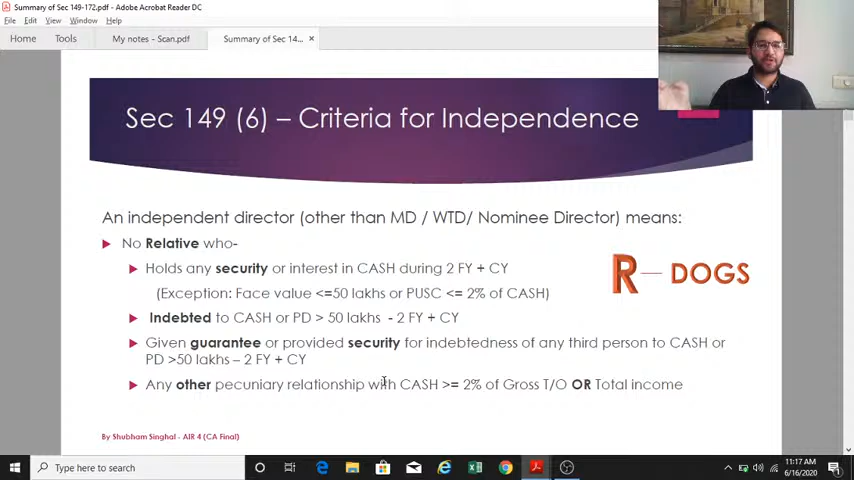 Summary of Sec 149-172.pdf - Adobe Acrobat Reader DC
File Edit View Window Help
Home Tools My notes - Scan.pdf Summary of Sec 14... ×
Sec 149 (6) – Criteria for Independence
An independent director (other than MD / WTD/ Nominee Director) means:
No Relative who-
Holds any security or interest in CASH during 2 FY + CY
(Exception: Face value <=50 lakhs or PUSC <= 2% of CASH)
R — DOGS
Indebted to CASH or PD > 50 lakhs - 2 FY + CY
Given guarantee or provided security for indebtedness of any third person to CASH or
PD >50 lakhs – 2 FY + CY
Any other pecuniary relationship with CASH >= 2% of Gross T/O OR Total income
By Shubham Singhal - AIR 4 (CA Final)
Type here to search
11:17 AM
6/16/2020